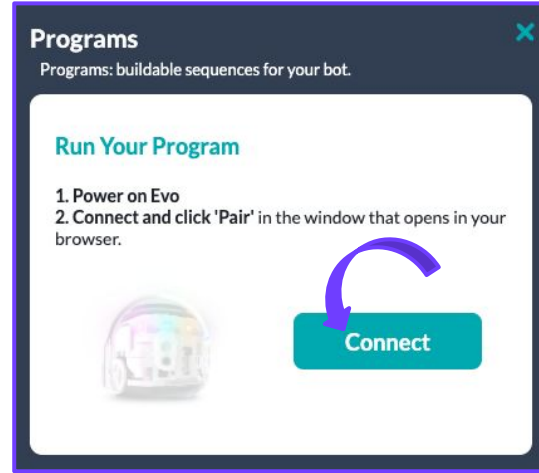 Programs
Programs: buildable sequences for your bot.
Run Your Program
1. Power on Evo
2. Connect and click 'Pair' in the window that opens in your
browser.
Connect